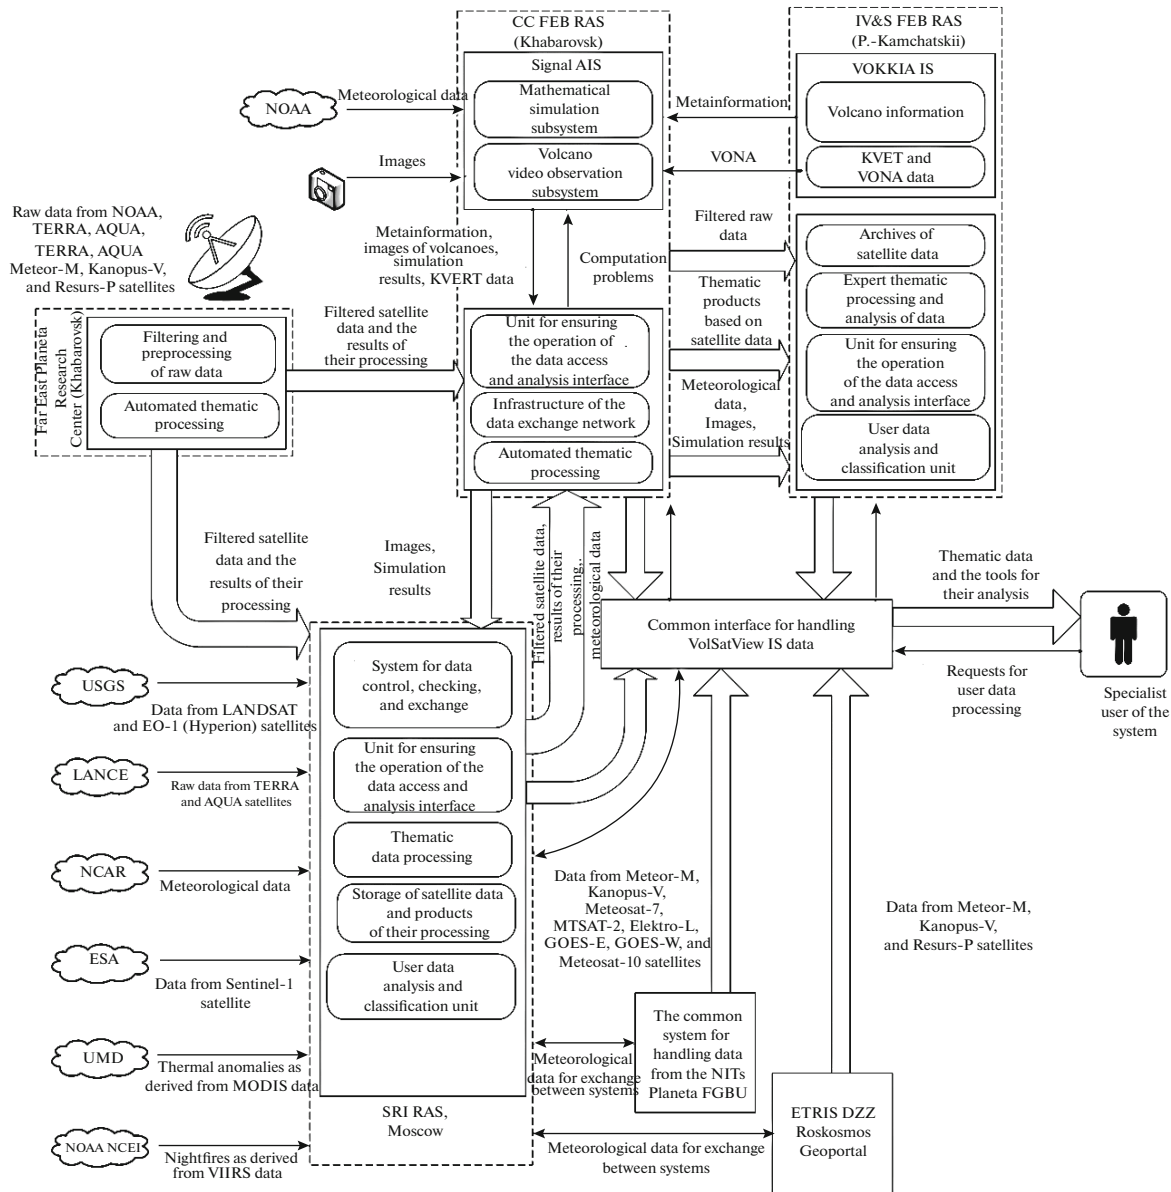 CC FEB RAS
(Khabarovsk)
IV&S FEB RAS
(P.-Kamchatskii)
Signal AIS
Mathematical
simulation
subsystem
Volcano
video observation
subsystem
VOKKIA IS
Volcano information
KVET and
VONA data
NOAA
Meteorological data
Images
Metainformation
VONA
Raw data from NOAA,
TERRA, AQUA,
TERRA, AQUA
Meteor-M, Kanopus-V,
and Resurs-P satellites
Metainformation,
images of volcanoes,
simulation
results, KVERT data
Computation
problems
Filtered raw
data
Thematic
products
based on
satellite data
Meteorological
data,
Images,
Simulation results
Archives of
satellite data
Expert thematic
processing and
analysis of data
Unit for ensuring
the operation
of the data access
and analysis interface
User data
analysis and
classification unit
Far East Planeta
Research
Center (Khabarovsk)
Filtering and
preprocessing
of raw data
Automated thematic
processing
Filtered satellite
data and the
results of
their processing
Unit for ensuring
the operation of
the data access
and analysis interface
Infrastructure of the
data exchange network
Automated thematic
processing
Filtered satellite
data and the
results of their
processing
Images,
Simulation
results
Filtered satellite data,
results of their
processing,.
meteorological data
Common interface for handling
VolSatView IS data
Thematic data
and the tools for
their analysis
Requests for
user data
processing
Specialist
user of the
system
System for data
control, checking,
and exchange
Unit for ensuring
the operation of the
data access and
analysis interface
Thematic
data processing
Storage of satellite data
and products
of their processing
User data
analysis and
classification unit
SRI RAS,
Moscow
USGS
Data from LANDSAT
and EO-1 (Hyperion) satellites
LANCE
Raw data from TERRA
and AQUA satellites
NCAR
Meteorological data
ESA
Data from Sentinel-1
satellite
UMD
Thermal anomalies as
derived from MODIS data
NOAA NCEI
Nightfires as derived
from VIIRS data
Data from Meteor-M,
Kanopus-V,
Meteosat-7,
MTSAT-2, Elektro-L,
GOES-E, GOES-W, and
Meteosat-10 satellites
Data from Meteor-M,
Kanopus-V,
and Resurs-P satellites
The common
system for
handling data
from the NITs
Planeta FGBU
Meteorological
data for exchange
between systems
ETRIS DZZ
Roskosmos
Geoportal
Meteorological data for exchange
between systems